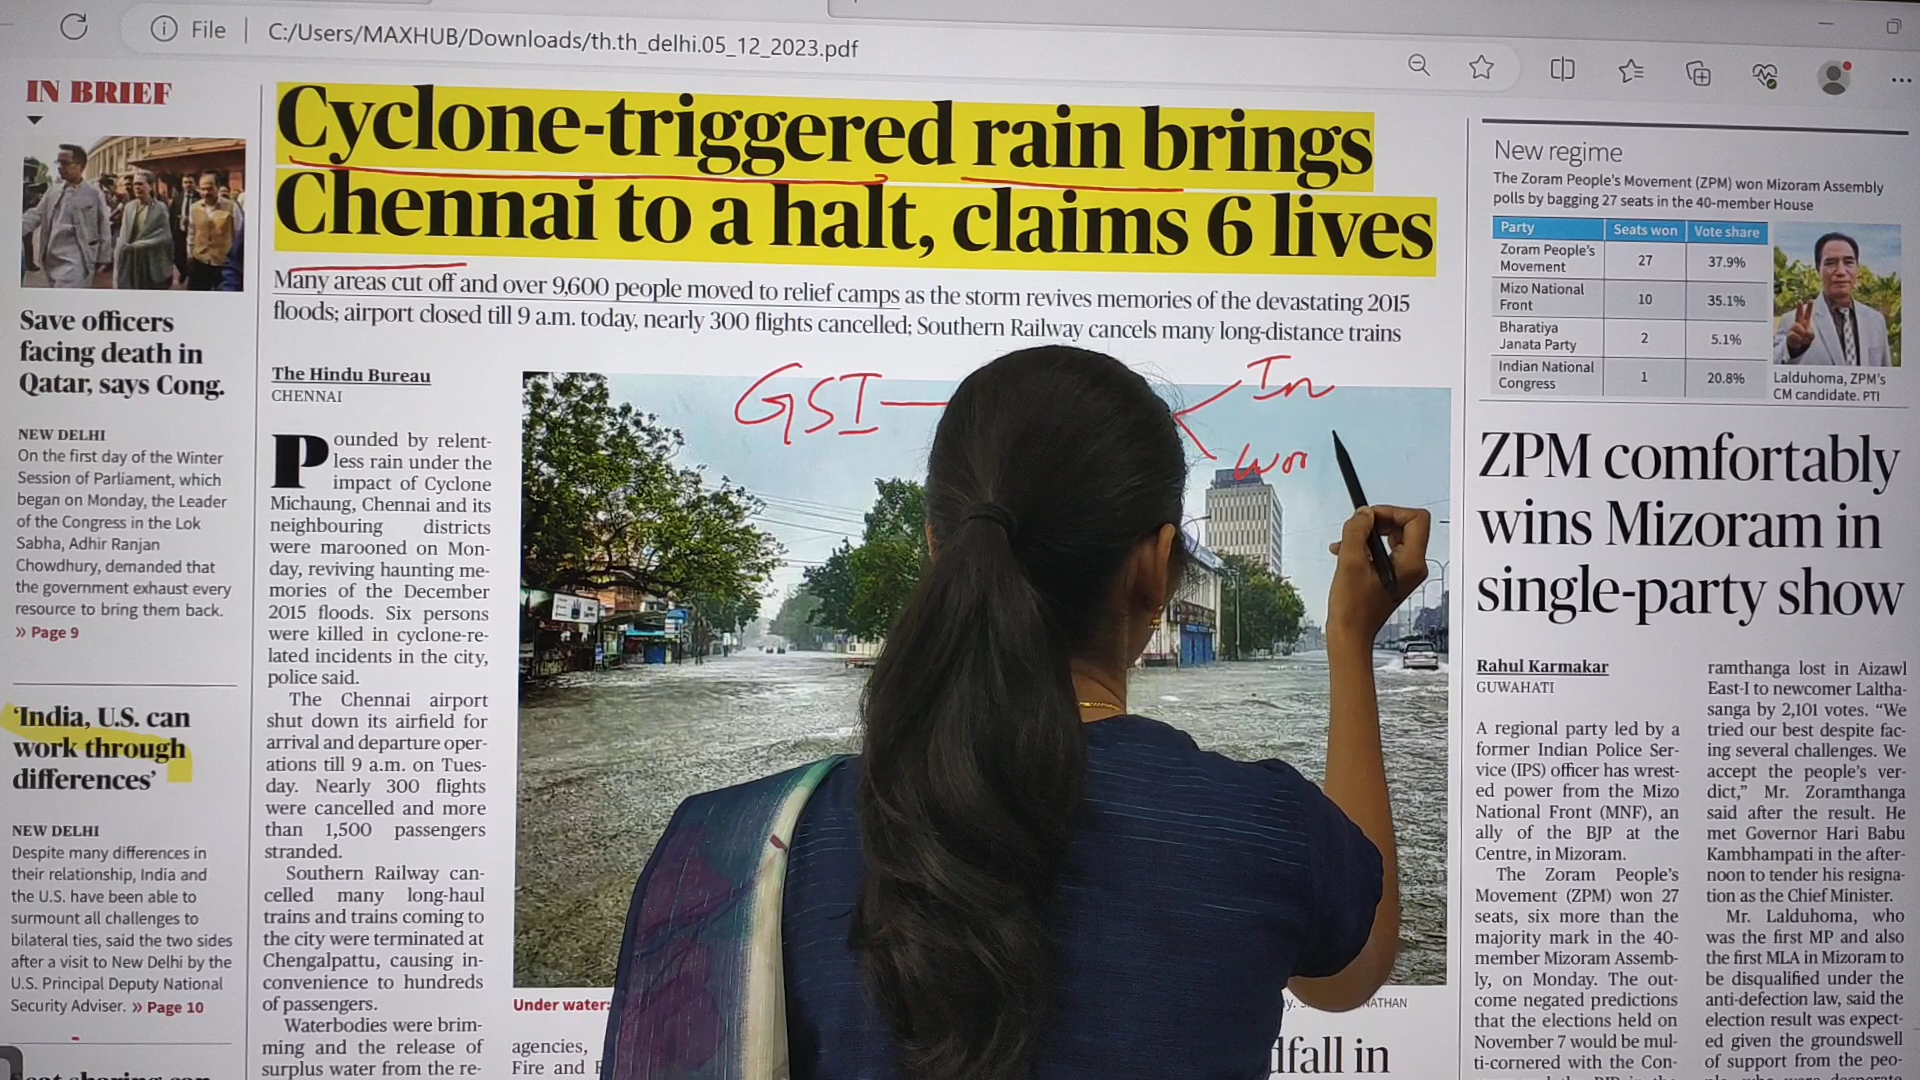 File
C:/Users/MAXHUB/Downloads/th.th_delhi.05_12_2023.pdf
IN BRIEF
Save officers
facing death in
Qatar, says Cong.
NEW DELHI
On the first day of the Winter
Session of Parliament, which
began on Monday, the Leader
of the Congress in the Lok
Sabha, Adhir Ranjan
Chowdhury, demanded that
the government exhaust every
resource to bring them back.
» Page 9
‘India, U.S. can
work through
differences’
NEW DELHI
Despite many differences in
their relationship, India and
the U.S. have been able to
surmount all challenges to
bilateral ties, said the two sides
after a visit to New Delhi by the
U.S. Principal Deputy National
Security Adviser. » Page 10
Cyclone-triggered rain brings
Chennai to a halt, claims 6 lives
Many areas cut off and over 9,600 people moved to relief camps as the storm revives memories of the devastating 2015
floods; airport closed till 9 a.m. today, nearly 300 flights cancelled; Southern Railway cancels many long-distance trains
The Hindu Bureau
CHENNAI
Pounded by relent-
less rain under the
impact of Cyclone
Michaung, Chennai and its
neighbouring districts
were marooned on Mon-
day, reviving haunting me-
mories of the December
2015 floods. Six persons
were killed in cyclone-re-
lated incidents in the city,
police said.
The Chennai airport
shut down its airfield for
arrival and departure oper-
ations till 9 a.m. on Tues-
day. Nearly 300 flights
were cancelled and more
than 1,500 passengers
stranded.
Southern Railway can-
celled many long-haul
trains and trains coming to
the city were terminated at
Chengalpattu, causing in-
convenience to hundreds
of passengers.
Waterbodies were brim-
ming and the release of
surplus water from the re-
GSI
In
Wor
Under water:
agencies,
Fire and
dfall in
New regime
The Zoram People’s Movement (ZPM) won Mizoram Assembly
polls by bagging 27 seats in the 40-member House
Party Seats won Vote share
Zoram People’s Movement 27 37.9%
Mizo National Front 10 35.1%
Bharatiya Janata Party 2 5.1%
Indian National Congress 1 20.8%
Lalduhoma, ZPM’s
CM candidate. PTI
ZPM comfortably
wins Mizoram in
single-party show
Rahul Karmakar
GUWAHATI
A regional party led by a
former Indian Police Ser-
vice (IPS) officer has wrest-
ed power from the Mizo
National Front (MNF), an
ally of the BJP at the
Centre, in Mizoram.
The Zoram People’s
Movement (ZPM) won 27
seats, six more than the
majority mark in the 40-
member Mizoram Assemb-
ly, on Monday. The out-
come negated predictions
that the elections held on
November 7 would be mul-
ti-cornered with the Con-
ramthanga lost in Aizawl
East-I to newcomer Laltha-
sanga by 2,101 votes. “We
tried our best despite fac-
ing several challenges. We
accept the people’s ver-
dict,” Mr. Zoramthanga
said after the result. He
met Governor Hari Babu
Kambhampati in the after-
noon to tender his resigna-
tion as the Chief Minister.
Mr. Lalduhoma, who
was the first MP and also
the first MLA in Mizoram to
be disqualified under the
anti-defection law, said the
election result was expect-
ed given the groundswell
of support from the peo-